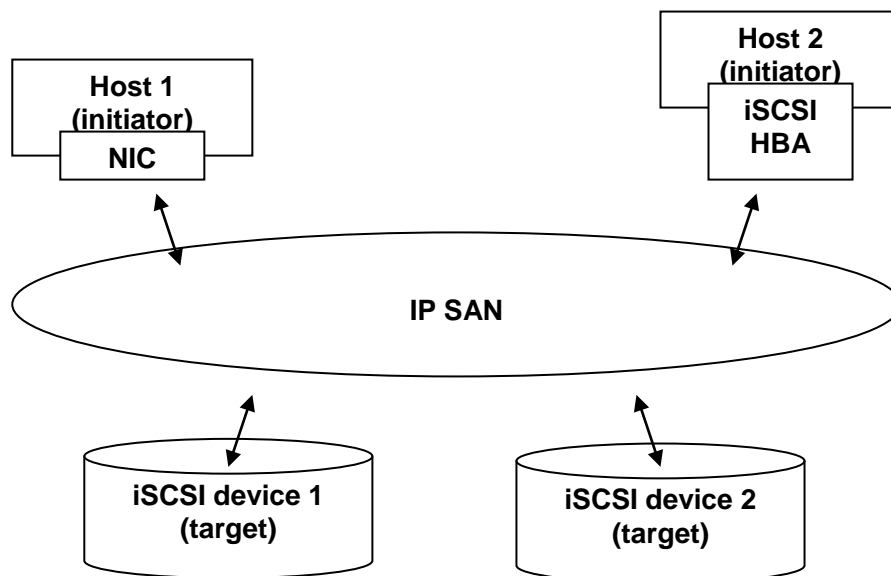 Host 1
(initiator)
NIC
Host 2
(initiator)
iSCSI
HBA
IP SAN
iSCSI device 1
(target)
iSCSI device 2
(target)